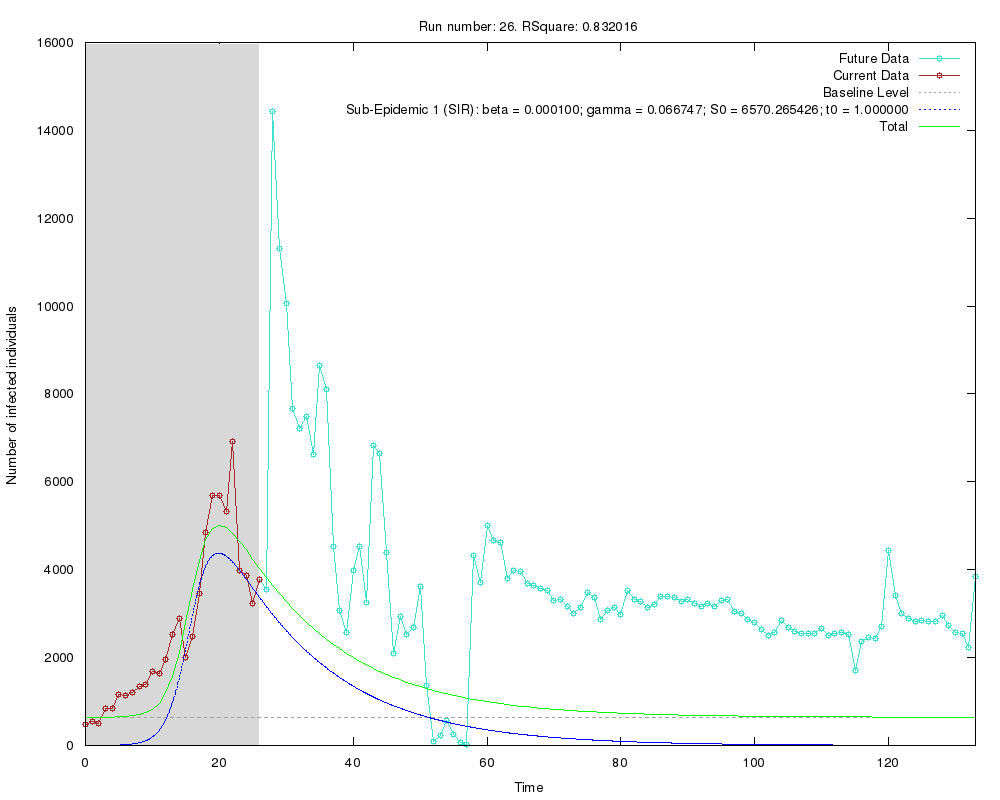 Run number: 26. RSquare: 0.832016
16000
14000
12000
10000
8000
6000
4000
2000
0
Number of infected individuals
Future Data
Current Data
Baseline Level
Sub-Epidemic 1 (SIR): beta = 0.000100; gamma = 0.066747; S0 = 6570.265426; t0 = 1.000000
Total
0 20 40 60 80 100 120
Time